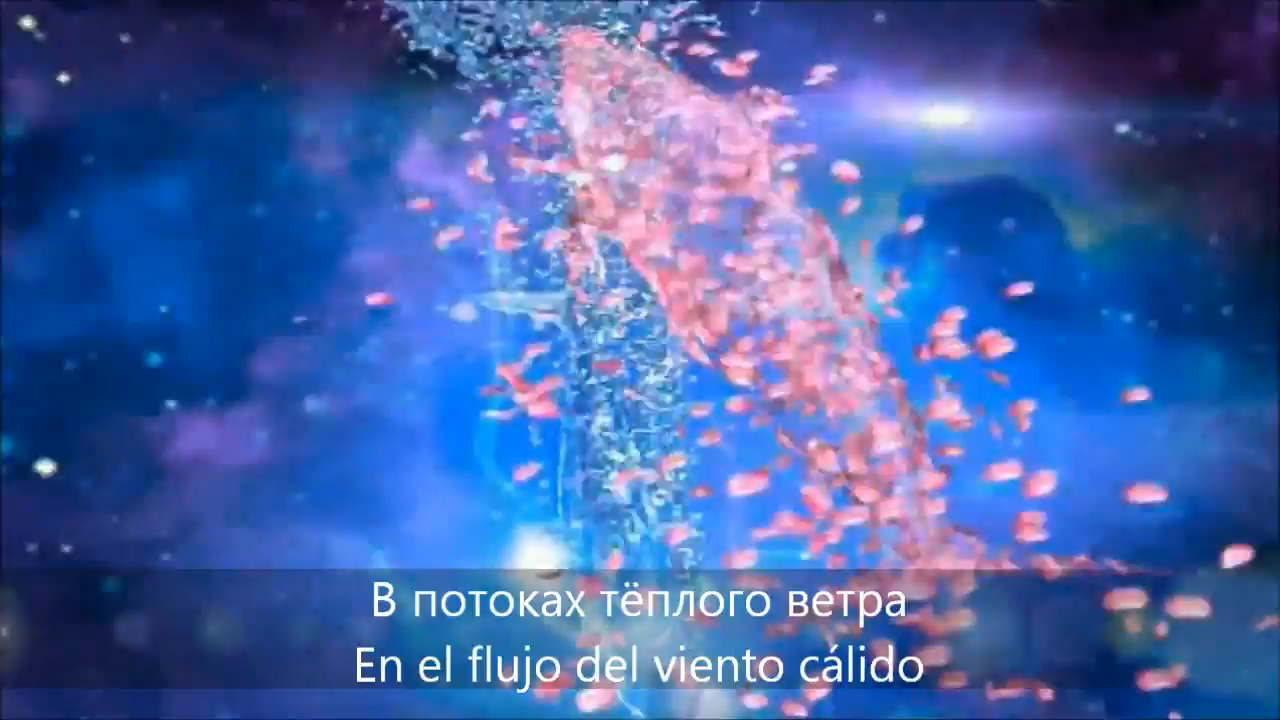 В потоках тёплого ветра
En el flujo del viento cálido